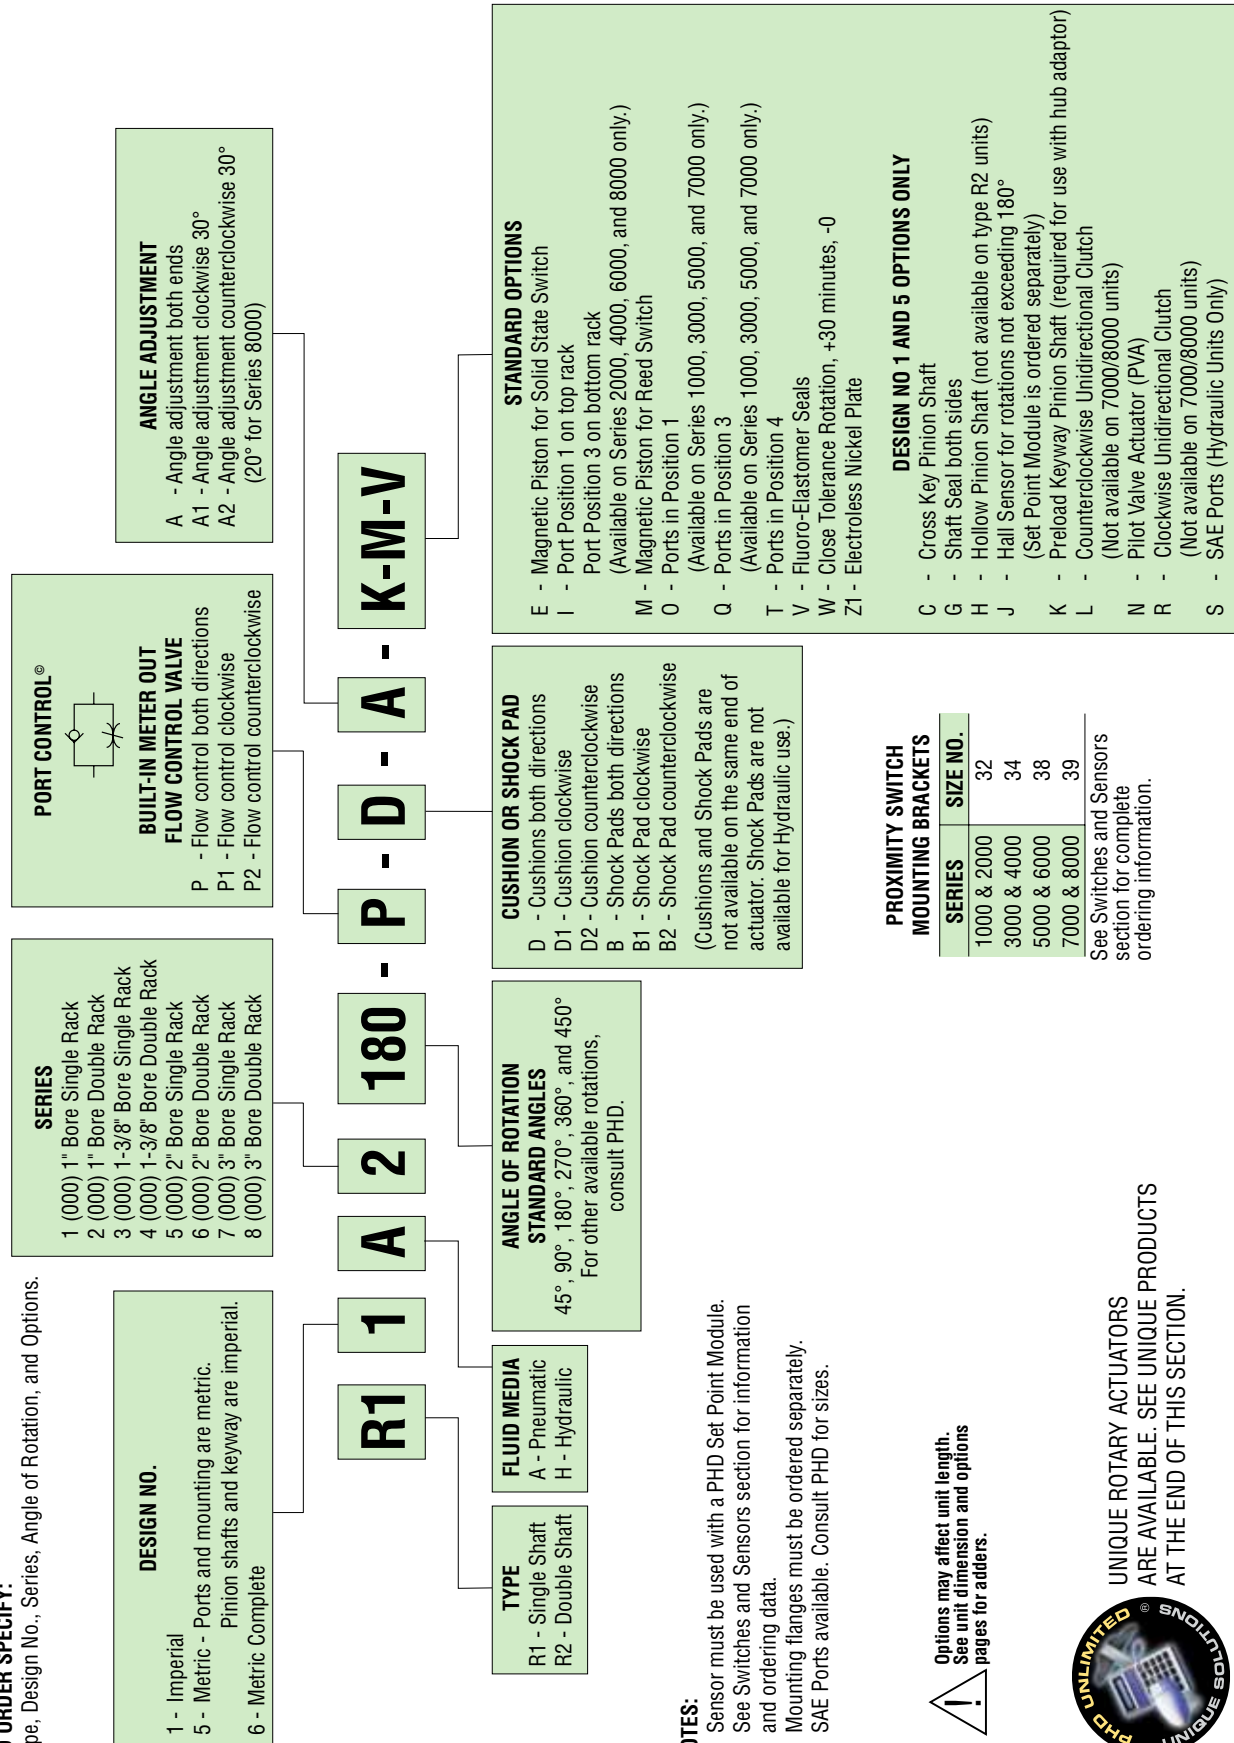 ORDER SPECIFY:
Design No., Series, Angle of Rotation, and Options.
DESIGN NO.
1 - Imperial
5 - Metric - Ports and mounting are metric.
Pinion shafts and keyway are imperial.
6 - Metric Complete
SERIES
1 (000) 1" Bore Single Rack
2 (000) 1" Bore Double Rack
3 (000) 1-3/8" Bore Single Rack
4 (000) 1-3/8" Bore Double Rack
5 (000) 2" Bore Single Rack
6 (000) 2" Bore Double Rack
7 (000) 3" Bore Single Rack
8 (000) 3" Bore Double Rack
PORT CONTROL©
BUILT-IN METER OUT
FLOW CONTROL VALVE
P - Flow control both directions
P1 - Flow control clockwise
P2 - Flow control counterclockwise
ANGLE ADJUSTMENT
A - Angle adjustment both ends
A1 - Angle adjustment clockwise 30°
A2 - Angle adjustment counterclockwise 30°
(20° for Series 8000)
R1 1 A 2 180 - P - D - A - K-M-V
TYPE
R1 - Single Shaft
R2 - Double Shaft
FLUID MEDIA
A - Pneumatic
H - Hydraulic
ANGLE OF ROTATION
STANDARD ANGLES
45°, 90°, 180°, 270°, 360°, and 450°
For other available rotations,
consult PHD.
CUSHION OR SHOCK PAD
D - Cushions both directions
D1 - Cushion clockwise
D2 - Cushion counterclockwise
B - Shock Pads both directions
B1 - Shock Pad clockwise
B2 - Shock Pad counterclockwise
(Cushions and Shock Pads are
not available on the same end of
actuator. Shock Pads are not
available for Hydraulic use.)
STANDARD OPTIONS
E - Magnetic Piston for Solid State Switch
I - Port Position 1 on top rack
Port Position 3 on bottom rack
(Available on Series 2000, 4000, 6000, and 8000 only.)
M - Magnetic Piston for Reed Switch
O - Ports in Position 1
(Available on Series 1000, 3000, 5000, and 7000 only.)
Q - Ports in Position 3
(Available on Series 1000, 3000, 5000, and 7000 only.)
T - Ports in Position 4
V - Fluoro-Elastomer Seals
W - Close Tolerance Rotation, +30 minutes, -0
Z1 - Electroless Nickel Plate
DESIGN NO 1 AND 5 OPTIONS ONLY
C - Cross Key Pinion Shaft
G - Shaft Seal both sides
H - Hollow Pinion Shaft (not available on type R2 units)
J - Hall Sensor for rotations not exceeding 180°
(Set Point Module is ordered separately)
K - Preload Keyway Pinion Shaft (required for use with hub adaptor)
L - Counterclockwise Unidirectional Clutch
(Not available on 7000/8000 units)
N - Pilot Valve Actuator (PVA)
R - Clockwise Unidirectional Clutch
(Not available on 7000/8000 units)
S - SAE Ports (Hydraulic Units Only)
Sensor must be used with a PHD Set Point Module.
See Switches and Sensors section for information
and ordering data.
Mounting flanges must be ordered separately.
SAE Ports available. Consult PHD for sizes.
PROXIMITY SWITCH
MOUNTING BRACKETS
SERIES SIZE NO.
1000 & 2000 32
3000 & 4000 34
5000 & 6000 38
7000 & 8000 39
See Switches and Sensors
section for complete
ordering information.
!
Options may affect unit length.
See unit dimension and options
pages for adders.
PHD UNLIMITED ®
UNIQUE SOLUTIONS
UNIQUE ROTARY ACTUATORS
ARE AVAILABLE. SEE UNIQUE PRODUCTS
AT THE END OF THIS SECTION.